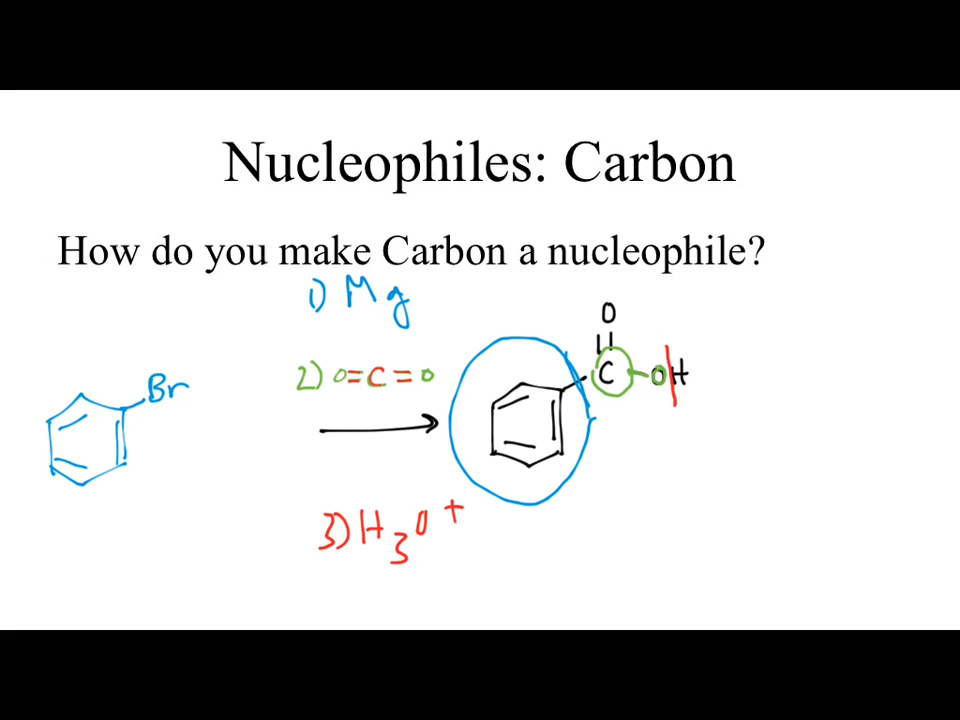 Nucleophiles: Carbon
How do you make Carbon a nucleophile?
1) Mg
O
||
2) O=C=O
C-OH
Br
3) H3O+